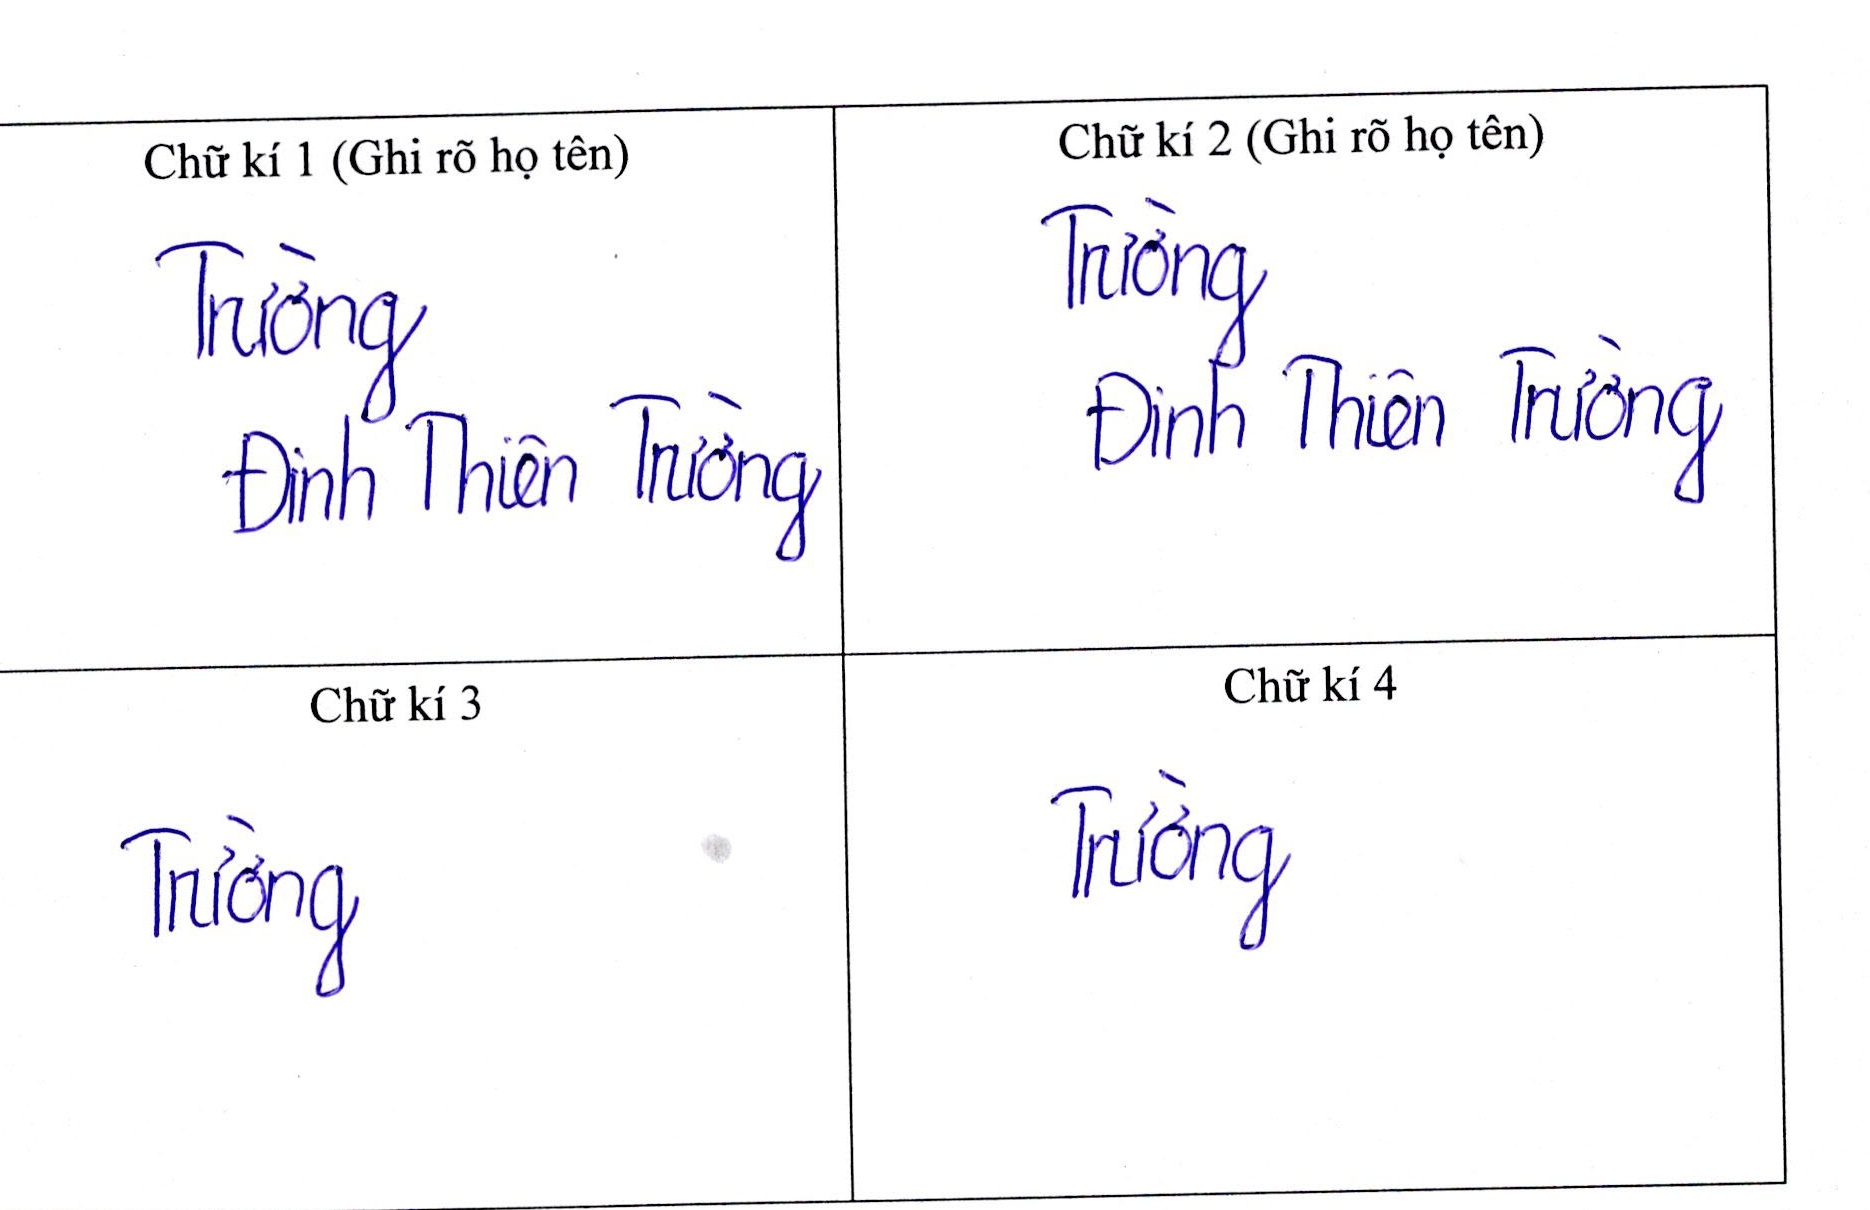 Chữ kí 1 (Ghi rõ họ tên)
Trường
Đinh Thiên Trường
Chữ kí 2 (Ghi rõ họ tên)
Trường
Đinh Thiên Trường
Chữ kí 3
Trường
Chữ kí 4
Trường